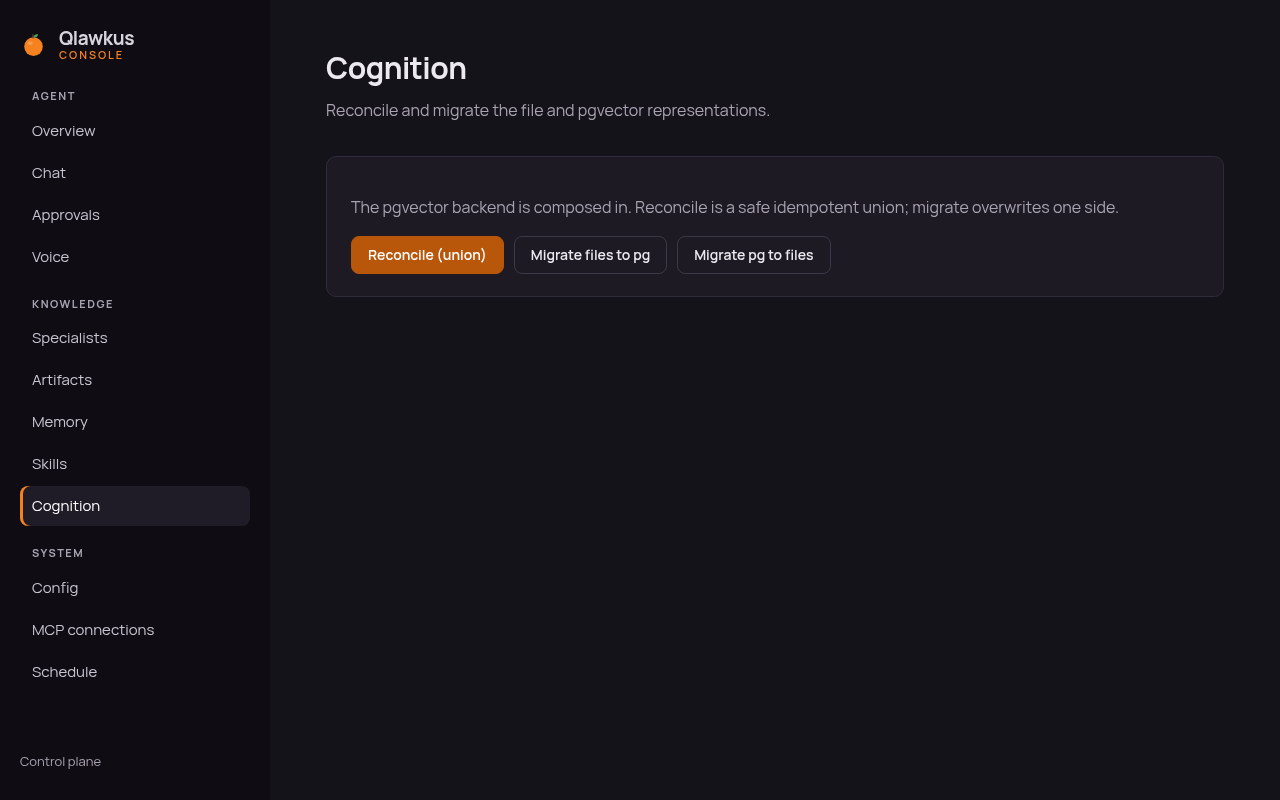 Qlawkus
CONSOLE
AGENT
Overview
Chat
Approvals
Voice
KNOWLEDGE
Specialists
Artifacts
Memory
Skills
Cognition
SYSTEM
Config
MCP connections
Schedule
Control plane
Cognition
Reconcile and migrate the file and pgvector representations.
The pgvector backend is composed in. Reconcile is a safe idempotent union; migrate overwrites one side.
Reconcile (union)
Migrate files to pg
Migrate pg to files